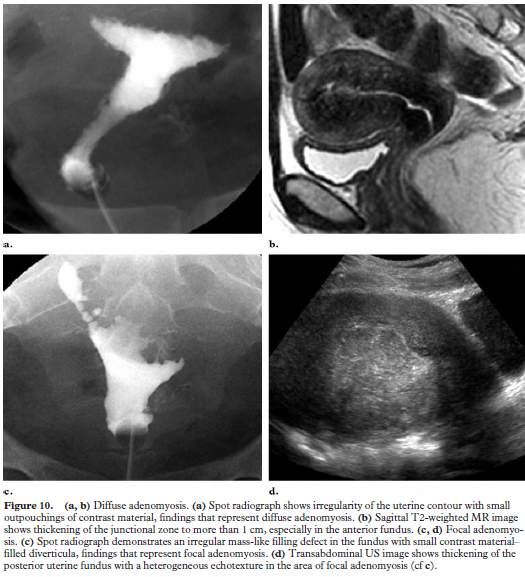 a.
b.
c.
d.
Figure 10. (a, b) Diffuse adenomyosis. (a) Spot radiograph shows irregularity of the uterine contour with small
outpouchings of contrast material, findings that represent diffuse adenomyosis. (b) Sagittal T2-weighted MR image
shows thickening of the junctional zone to more than 1 cm, especially in the anterior fundus. (c, d) Focal adenomyo-
sis. (c) Spot radiograph demonstrates an irregular mass-like filling defect in the fundus with small contrast material–
filled diverticula, findings that represent focal adenomyosis. (d) Transabdominal US image shows thickening of the
posterior uterine fundus with a heterogeneous echotexture in the area of focal adenomyosis (cf c).